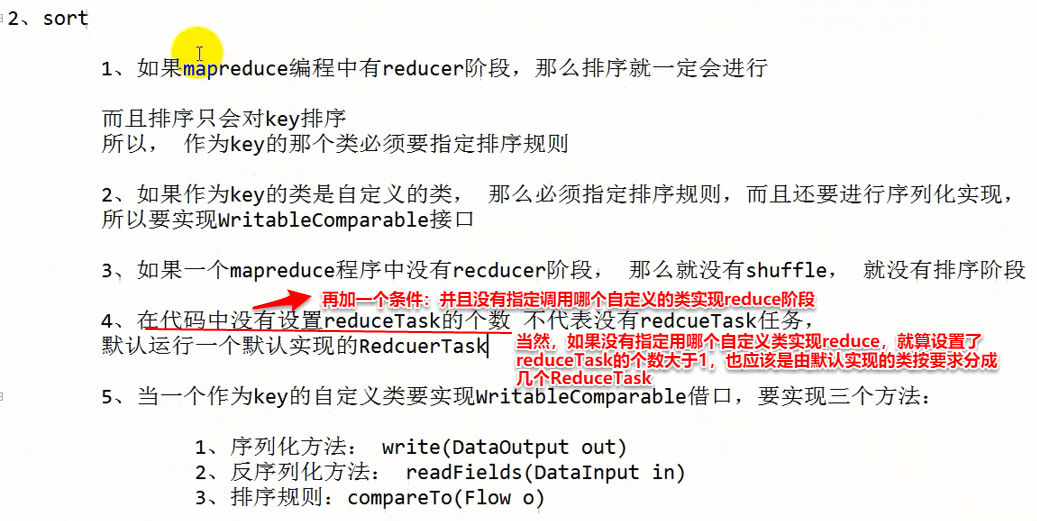 2、sort
1、如果mapreduce编程中有reducer阶段，那么排序就一定会进行
而且排序只会对key排序
所以， 作为key的那个类必须要指定排序规则
2、如果作为key的类是自定义的类， 那么必须指定排序规则，而且还要进行序列化实现，
所以要实现WritableComparable接口
3、如果一个mapreduce程序中没有recducer阶段， 那么就没有shuffle， 就没有排序阶段
再加一个条件：并且没有指定调用哪个自定义的类实现reduce阶段
4、在代码中没有设置reduceTask的个数 不代表没有redcueTask任务，
默认运行一个默认实现的RedcuerTask
当然，如果没有指定用哪个自定义类实现reduce，就算设置了
reduceTask的个数大于1，也应该是由默认实现的类按要求分成
几个ReduceTask
5、当一个作为key的自定义类要实现WritableComparable借口，要实现三个方法：
1、序列化方法： write(DataOutput out)
2、反序列化方法： readFields(DataInput in)
3、排序规则：compareTo(Flow o)